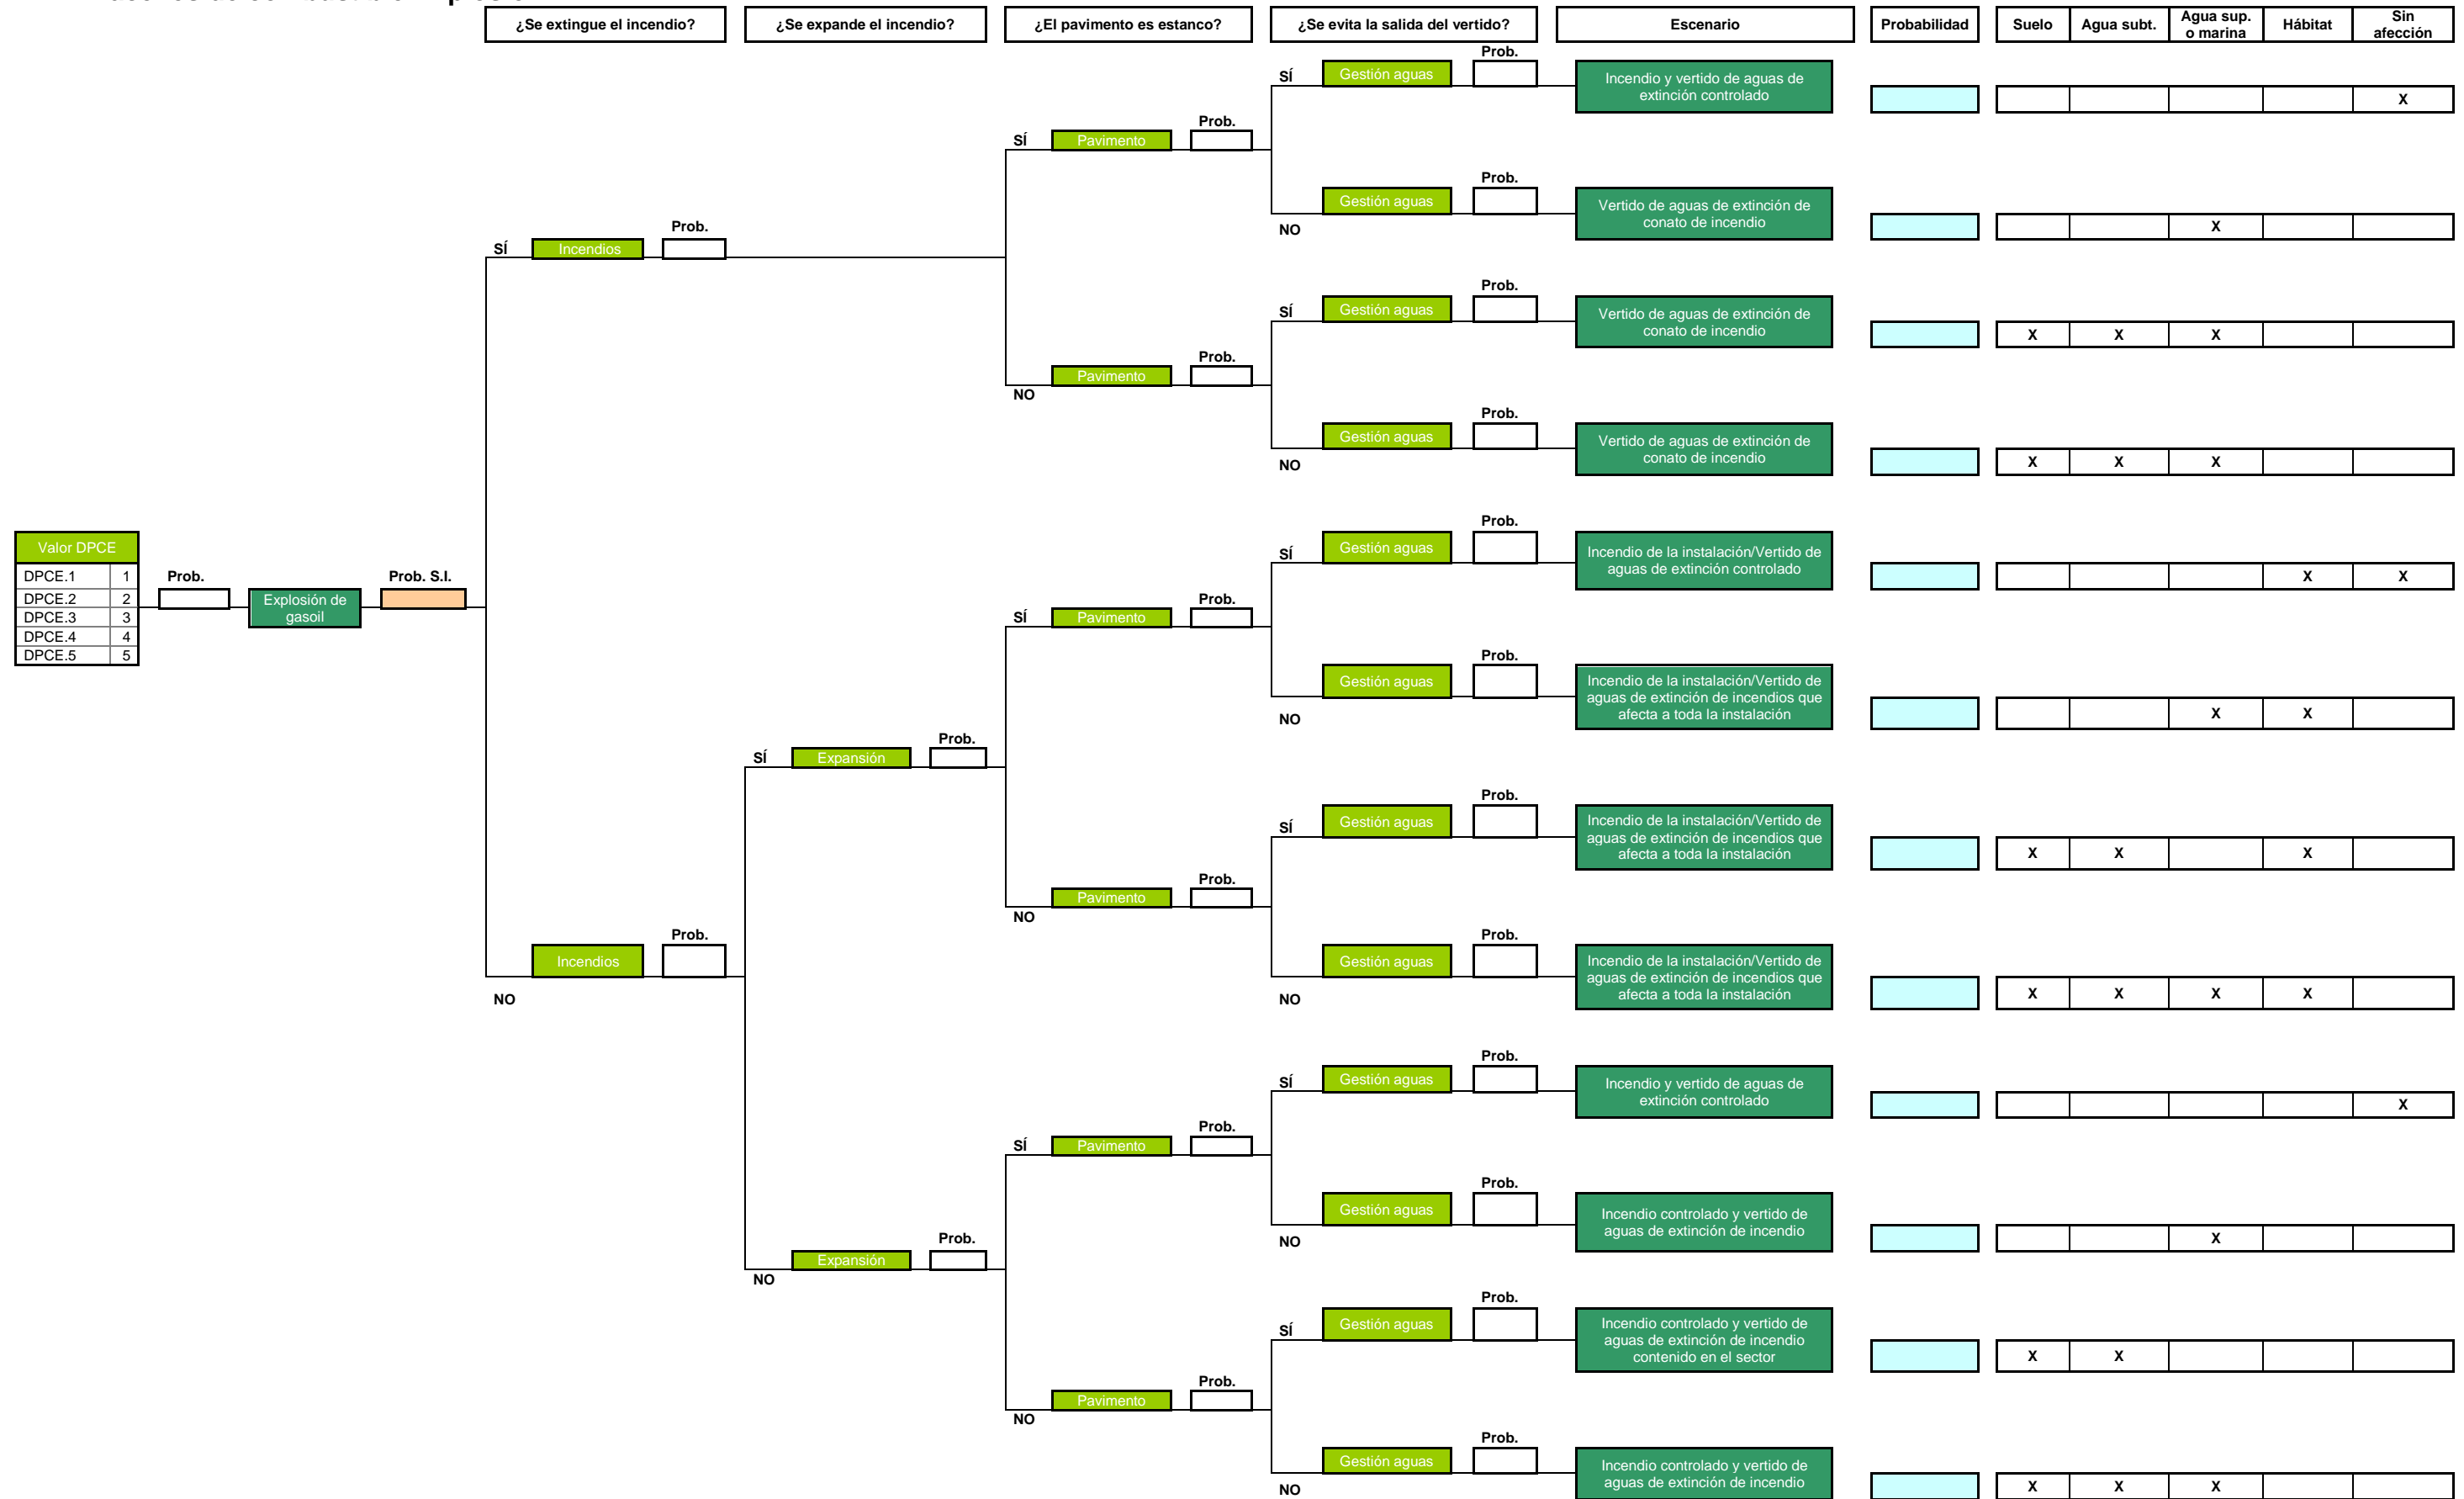 ¿Se extingue el incendio?
¿Se expande el incendio?
¿El pavimento es estanco?
¿Se evita la salida del vertido?
Escenario
Probabilidad
Suelo
Agua subt.
Agua sup.
o marina
Hábitat
Sin
afección
Prob.
SÍ
Gestión aguas
Incendio y vertido de aguas de
extinción controlado
X
Prob.
SÍ
Pavimento
Prob.
Gestión aguas
NO
Vertido de aguas de extinción de
conato de incendio
X
Prob.
SÍ
Incendios
Prob.
SÍ
Gestión aguas
Vertido de aguas de extinción de
conato de incendio
X X X
Prob.
Pavimento
NO
Prob.
Gestión aguas
NO
Vertido de aguas de extinción de
conato de incendio
X X X
Valor DPCE
DPCE.1 1
DPCE.2 2
DPCE.3 3
DPCE.4 4
DPCE.5 5
Prob.
Explosión de
gasoil
Prob. S.I.
Prob.
SÍ
Gestión aguas
Incendio de la instalación/Vertido de
aguas de extinción controlado
X X
Prob.
SÍ
Pavimento
Prob.
Gestión aguas
NO
Incendio de la instalación/Vertido de
aguas de extinción de incendios que
afecta a toda la instalación
X X
Prob.
SÍ
Expansión
Prob.
SÍ
Gestión aguas
Incendio de la instalación/Vertido de
aguas de extinción de incendios que
afecta a toda la instalación
X X X
Prob.
Pavimento
NO
Prob.
Incendios
NO
Prob.
Gestión aguas
NO
Incendio de la instalación/Vertido de
aguas de extinción de incendios que
afecta a toda la instalación
X X X X
Prob.
SÍ
Gestión aguas
Incendio y vertido de aguas de
extinción controlado
X
Prob.
SÍ
Pavimento
Prob.
Gestión aguas
NO
Incendio controlado y vertido de
aguas de extinción de incendio
X
Prob.
Expansión
NO
Prob.
SÍ
Gestión aguas
Incendio controlado y vertido de
aguas de extinción de incendio
contenido en el sector
X X
Prob.
Pavimento
NO
Prob.
Gestión aguas
NO
Incendio controlado y vertido de
aguas de extinción de incendio
X X X